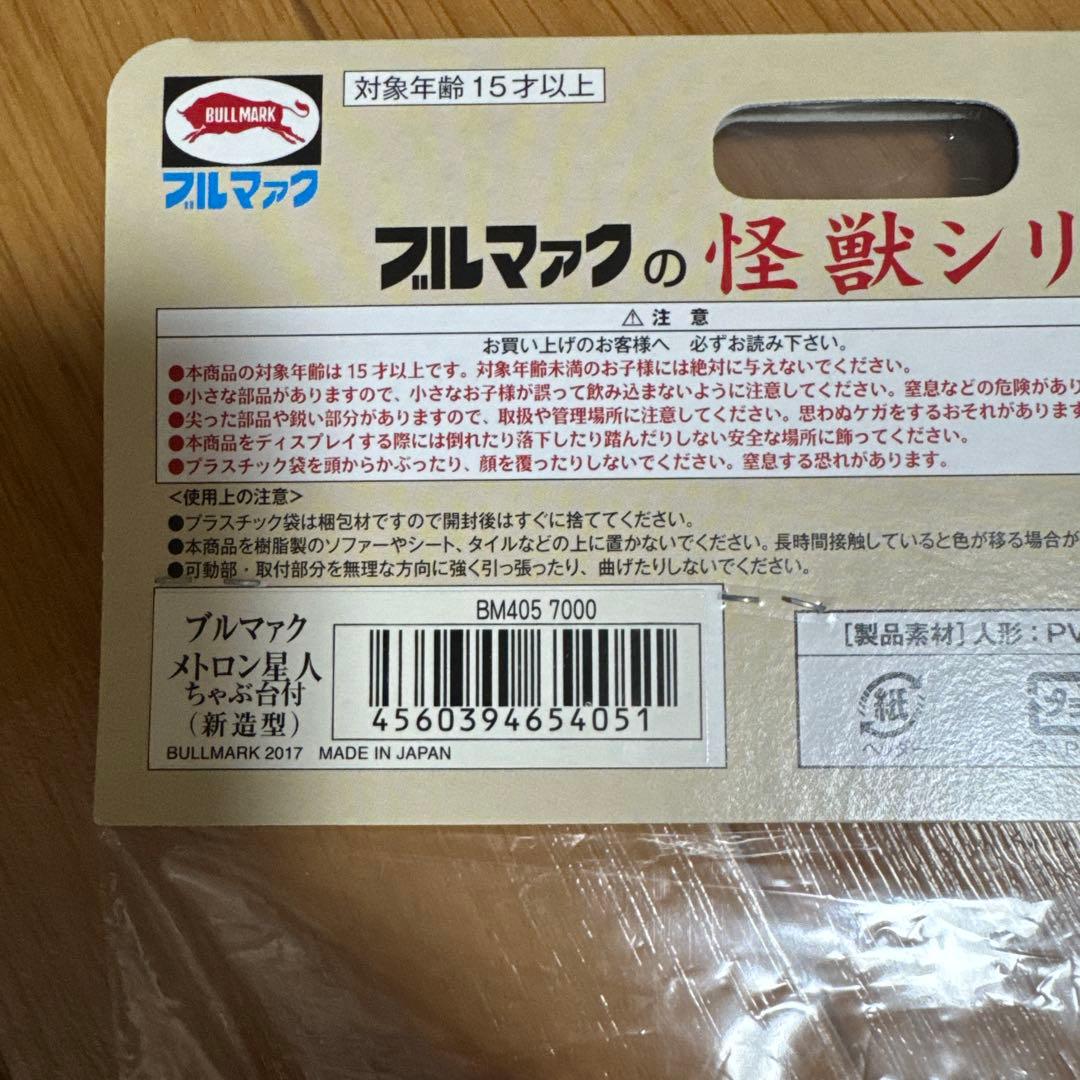 BULLMARK
ブルマァク
対象年齢15才以上
ブルマァクの怪獣シリ
⚠注 意
お買い上げのお客様へ 必ずお読み下さい。
●本商品の対象年齢は15才以上です。対象年齢未満のお子様には絶対に与えないでください。
●小さな部品がありますので、小さなお子様が誤って飲み込まないように注意してください。窒息などの危険があり
●尖った部品や鋭い部分がありますので、取扱や管理場所に注意してください。思わぬケガをするおそれがあります
●本商品をディスプレイする際には倒れたり落下したり踏んだりしない安全な場所に飾ってください。
●プラスチック袋を頭からかぶったり、顔を覆ったりしないでください。窒息する恐れがあります。
<使用上の注意>
●プラスチック袋は梱包材ですので開封後はすぐに捨ててください。
●本商品を樹脂製のソファーやシート、タイルなどの上に置かないでください。長時間接触していると色が移る場合が
●可動部・取付部分を無理な方向に強く引っ張ったり、曲げたりしないでください。
ブルマァク
メトロン星人
ちゃぶ台付
(新造型)
BM405 7000
4560394654051
BULLMARK 2017 MADE IN JAPAN
[製品素材]人形:PV
紙
ヘッダー
プラ
P